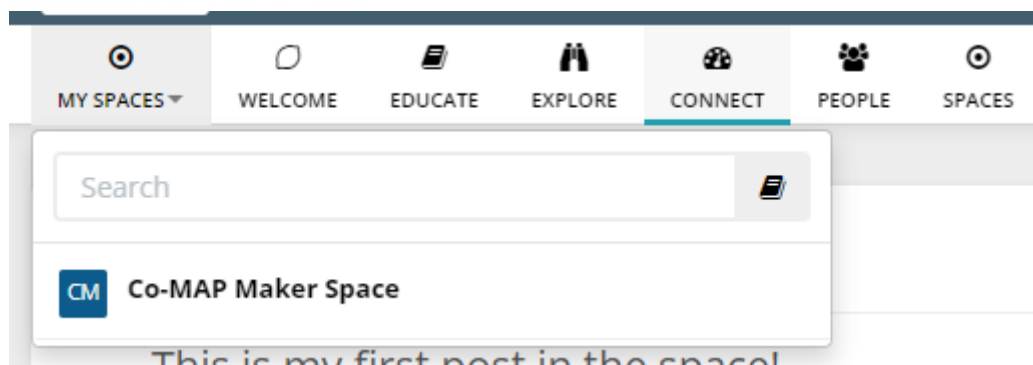 MY SPACES WELCOME EDUCATE EXPLORE CONNECT PEOPLE SPACES
Search
CM Co-MAP Maker Space
This is my first post in the space!